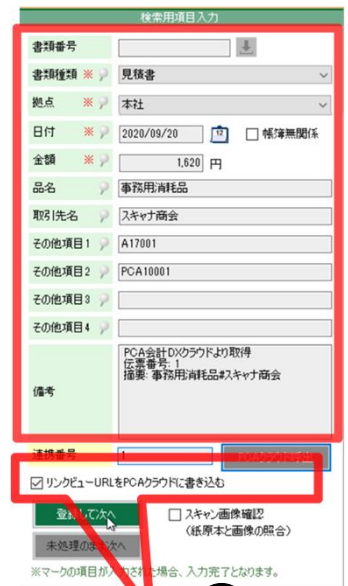 検索用項目入力
書類番号
書類種類 ※ 見積書
拠点 ※ 本社
日付 ※ 2020/09/20 12 帳簿無関係
金額 ※ 1,620 円
品名 事務用消耗品
取引先名 スキャナ商会
その他項目1 A17001
その他項目2 PCA10001
その他項目3
その他項目4
備考
PCA会計DXクラウドより取得
伝票番号: 1
摘要: 事務用消耗品#スキャナ商会
連携番号 1
リンクビューURLをPCAクラウドに書き込む
登録して次へ
スキャン画像確認
(紙原本と画像の照合)
未処理のまま次へ
※マークの項目が入力された場合、入力完了となります。